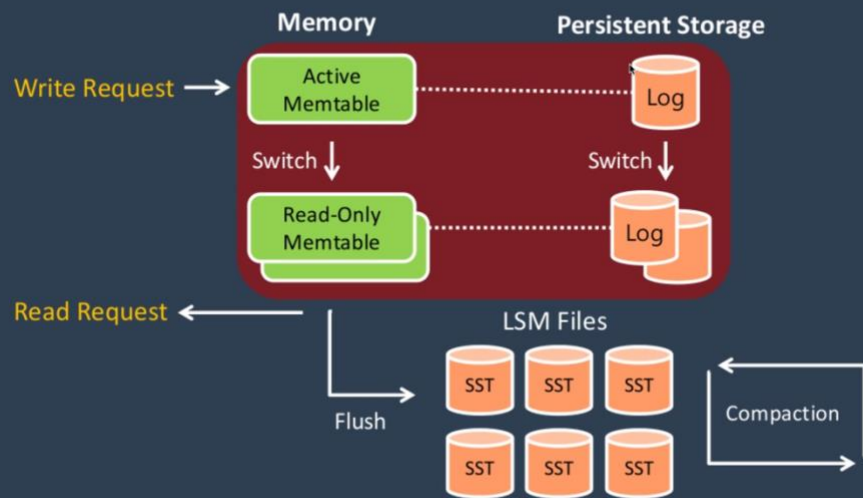 Memory
Persistent Storage
Write Request
Active
Memtable
Log
Switch
Switch
Read-Only
Memtable
Log
Read Request
LSM Files
SST
SST
SST
Flush
Compaction
SST
SST
SST